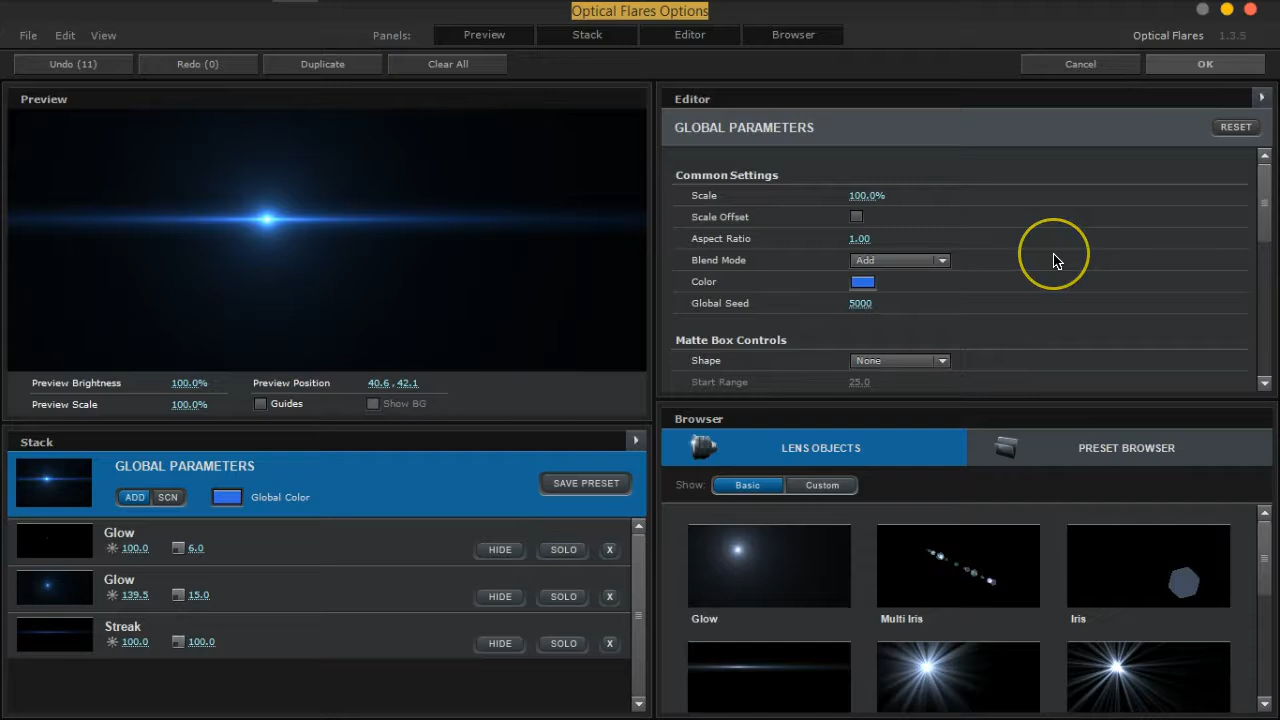 Optical Flares Options
File Edit View Panels: Preview Stack Editor Browser Optical Flares 1.3.5
Undo (11) Redo (0) Duplicate Clear All Cancel OK
Preview
Preview Brightness 100.0% Preview Position 40.6 , 42.1
Preview Scale 100.0% Guides Show BG
Stack
GLOBAL PARAMETERS
ADD SCN Global Color SAVE PRESET
Glow
100.0 6.0 HIDE SOLO X
Glow
139.5 15.0 HIDE SOLO X
Streak
100.0 100.0 HIDE SOLO X
Editor
GLOBAL PARAMETERS RESET
Common Settings
Scale 100.0%
Scale Offset
Aspect Ratio 1.00
Blend Mode Add
Color
Global Seed 5000
Matte Box Controls
Shape None
Start Range 25.0
Browser
LENS OBJECTS PRESET BROWSER
Show: Basic Custom
Glow Multi Iris Iris